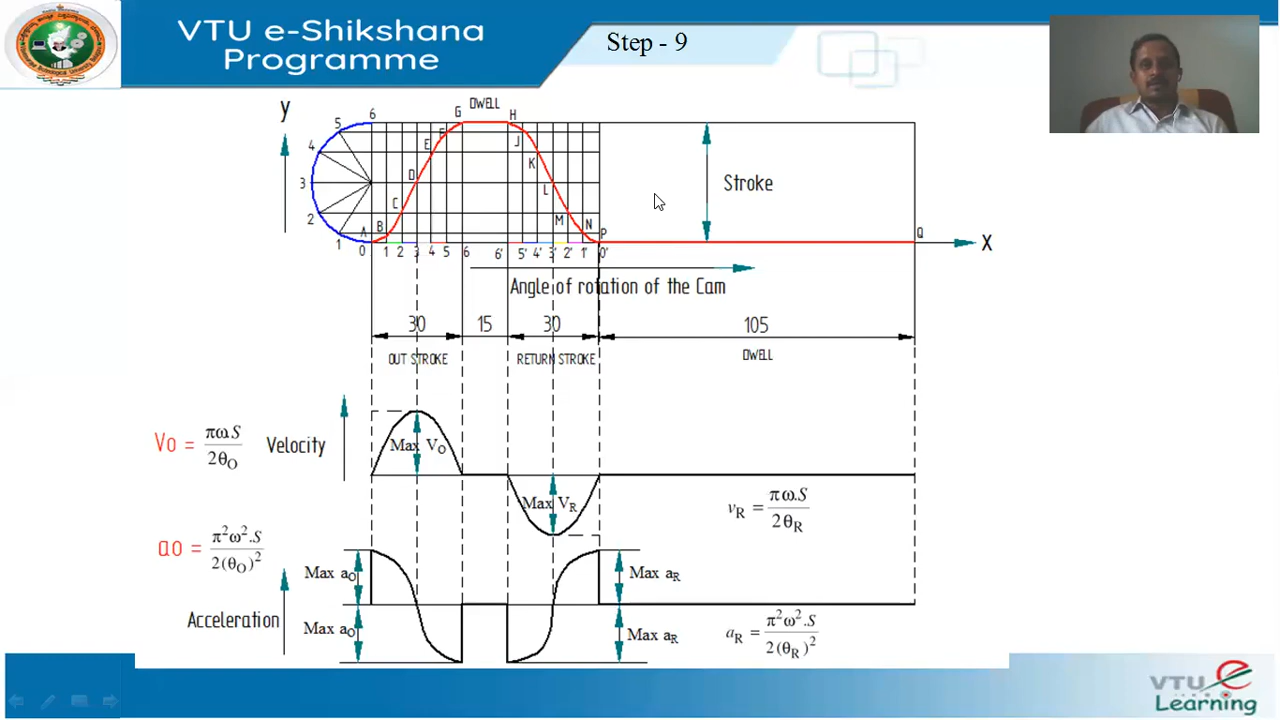 VTU e-Shikshana
Programme
Step - 9
y
G DWELL H
5 6
F
4 E J
K
3 D L
2 C M
1 A B N P Q
0 1 2 3 4 5 6 6' 5' 4' 3' 2' 1' 0'
X
Stroke
Angle of rotation of the Cam
30 15 30 105
OUT STROKE RETURN STROKE DWELL
Vo = πω.S / 2θO
Velocity
Max VO
Max VR
vR = πω.S / 2θR
ao = π²ω².S / 2(θO)²
Max aO
Max aR
Acceleration
Max aO
Max aR
aR = π²ω².S / 2(θR)²
VTU e
Learning